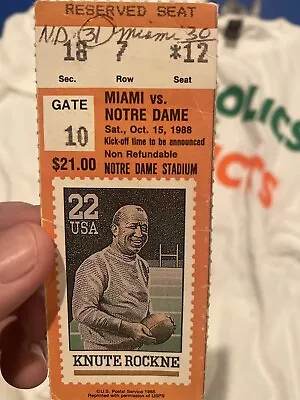 RESERVED SEAT
N.D. 31 Miami 30
18 7 *12
Sec. Row Seat
GATE
10
$21.00
MIAMI vs.
NOTRE DAME
Sat., Oct. 15, 1988
Kick-off time to be announced
Non Refundable
NOTRE DAME STADIUM
22
USA
KNUTE ROCKNE
©U.S. Postal Service 1988.
Reprinted with permission of USPS
OLICS
CTS